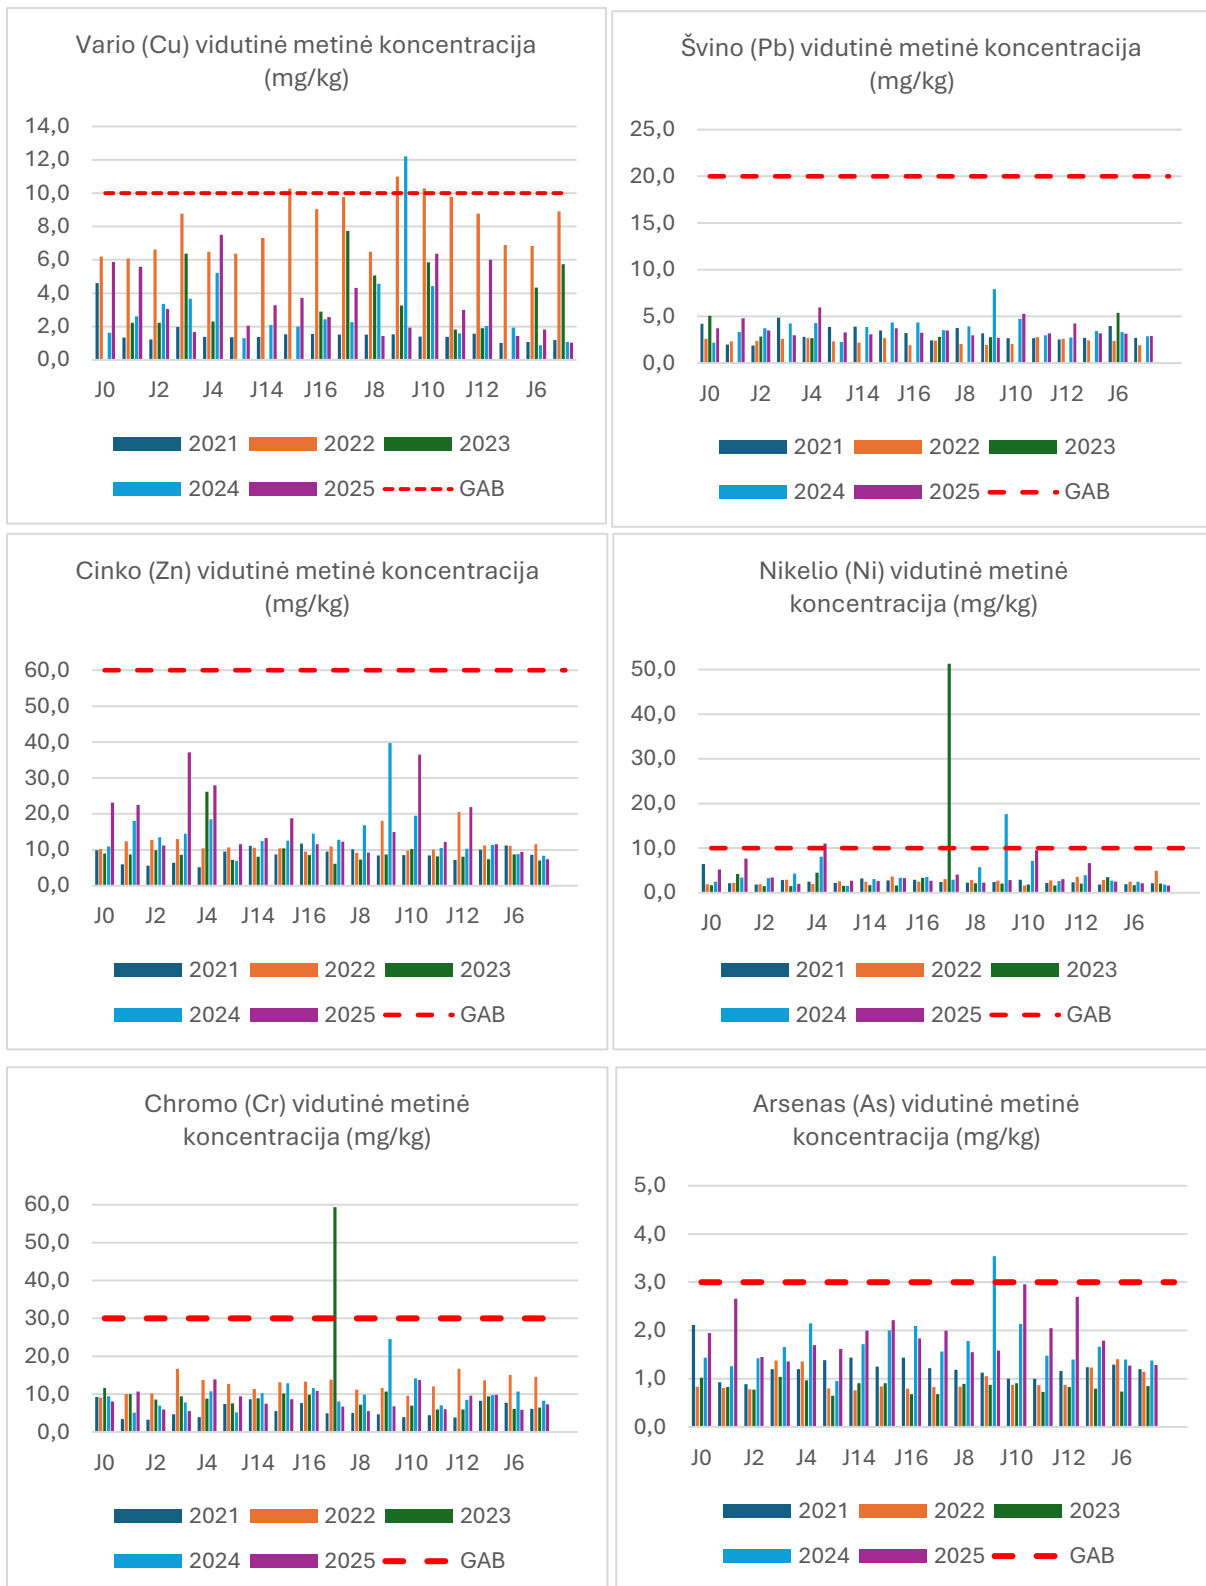 Vario (Cu) vidutinė metinė koncentracija
(mg/kg)
14,0
12,0
10,0
8,0
6,0
4,0
2,0
0,0
J0 J2 J4 J14 J16 J8 J10 J12 J6
2021 2022 2023
2024 2025 GAB
Švino (Pb) vidutinė metinė koncentracija
(mg/kg)
25,0
20,0
15,0
10,0
5,0
0,0
J0 J2 J4 J14 J16 J8 J10 J12 J6
2021 2022 2023
2024 2025 GAB
Cinko (Zn) vidutinė metinė koncentracija
(mg/kg)
60,0
50,0
40,0
30,0
20,0
10,0
0,0
J0 J2 J4 J14 J16 J8 J10 J12 J6
2021 2022 2023
2024 2025 GAB
Nikelio (Ni) vidutinė metinė
koncentracija (mg/kg)
50,0
40,0
30,0
20,0
10,0
0,0
J0 J2 J4 J14 J16 J8 J10 J12 J6
2021 2022 2023
2024 2025 GAB
Chromo (Cr) vidutinė metinė
koncentracija (mg/kg)
60,0
50,0
40,0
30,0
20,0
10,0
0,0
J0 J2 J4 J14 J16 J8 J10 J12 J6
2021 2022 2023
2024 2025 GAB
Arsenas (As) vidutinė metinė
koncentracija (mg/kg)
5,0
4,0
3,0
2,0
1,0
0,0
J0 J2 J4 J14 J16 J8 J10 J12 J6
2021 2022 2023
2024 2025 GAB